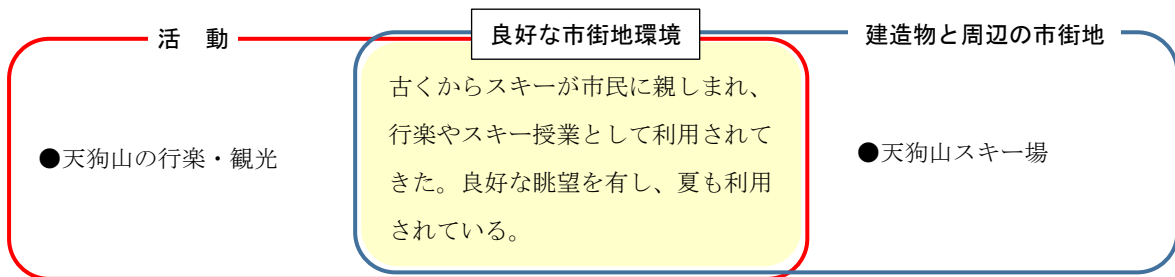 活　動
●天狗山の行楽・観光
良好な市街地環境
古くからスキーが市民に親しまれ、
行楽やスキー授業として利用されて
きた。良好な眺望を有し、夏も利用
されている。
建造物と周辺の市街地
●天狗山スキー場